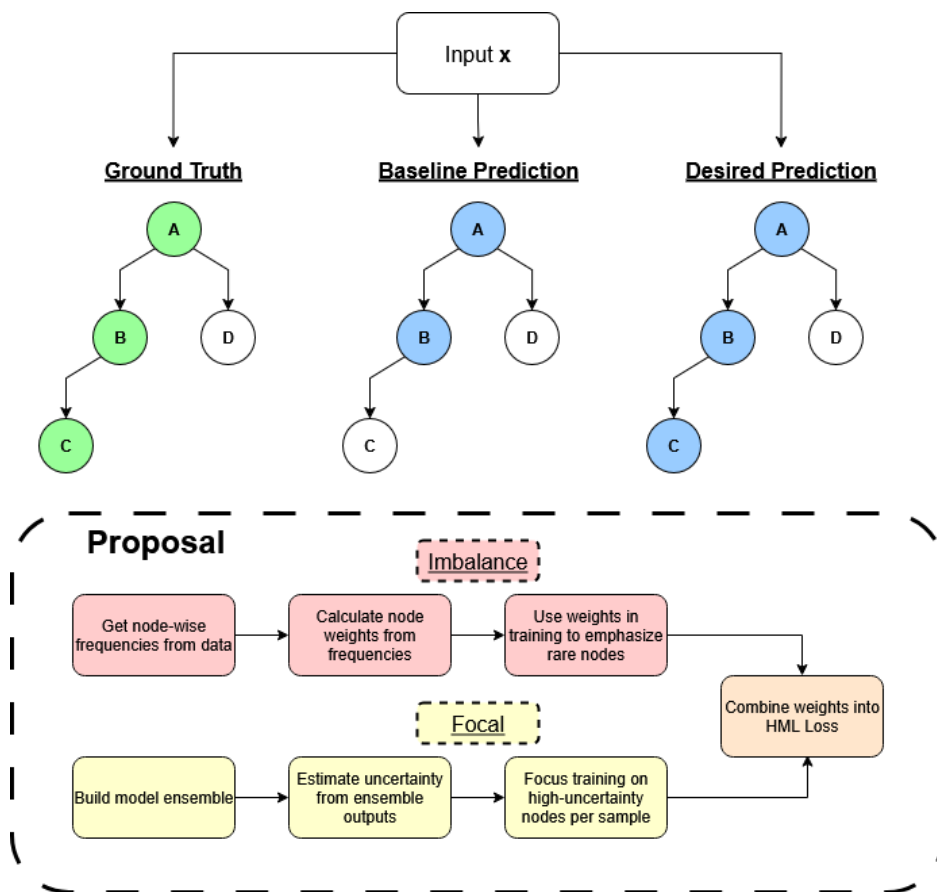 Input x
Ground Truth
Baseline Prediction
Desired Prediction
A
B
D
C
A
B
D
C
A
B
D
C
Proposal
Imbalance
Get node-wise
frequencies from data
Calculate node
weights from
frequencies
Use weights in
training to emphasize
rare nodes
Combine weights into
HML Loss
Focal
Build model ensemble
Estimate uncertainty
from ensemble
outputs
Focus training on
high-uncertainty
nodes per sample